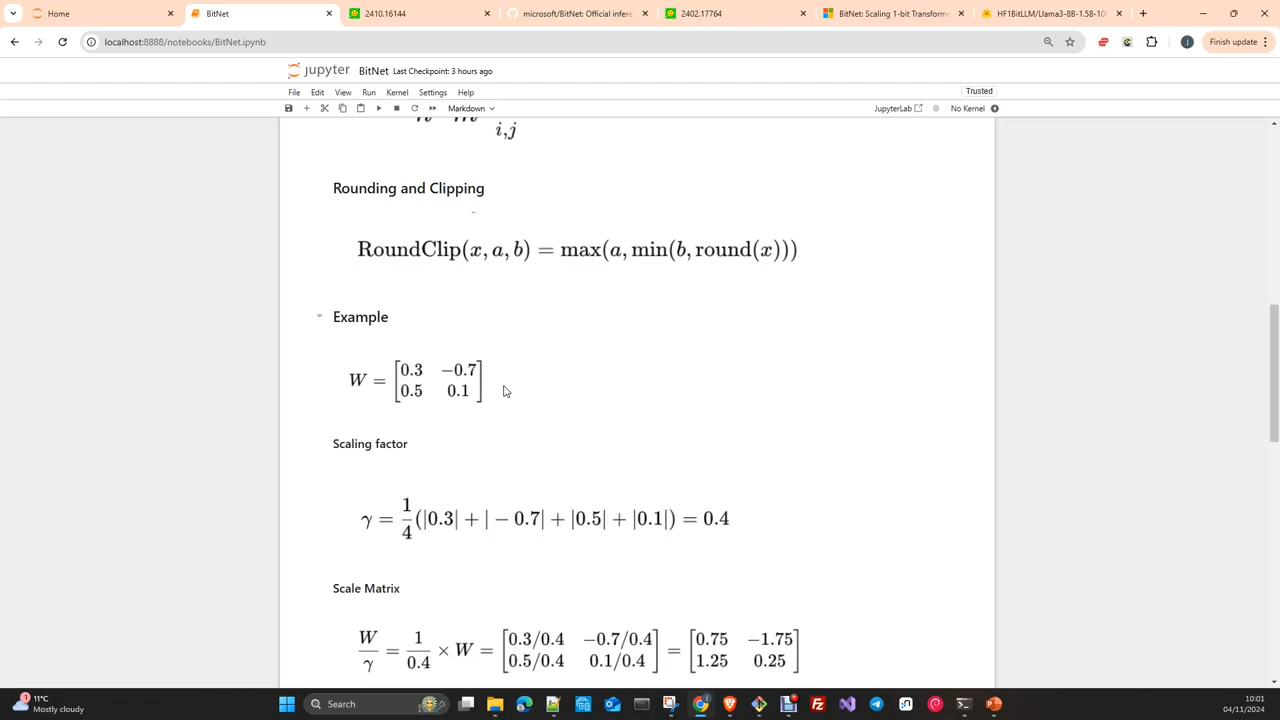 Home
BitNet
2410.16144
microsoft/BitNet: Official infere
2402.17764
BitNet: Scaling 1-bit Transforma
HF1BitLLM/Llama3-8B-1.58-10
localhost:8888/notebooks/BitNet.ipynb
Finish update
jupyter BitNet Last Checkpoint: 3 hours ago
File Edit View Run Kernel Settings Help
Trusted
Markdown
JupyterLab
No Kernel
i,j
Rounding and Clipping
RoundClip(x, a, b) = max(a, min(b, round(x)))
Example
W = [0.3 −0.7
0.5 0.1]
Scaling factor
γ = 1/4 (|0.3| + | − 0.7| + |0.5| + |0.1|) = 0.4
Scale Matrix
W/γ = 1/0.4 × W = [0.3/0.4 −0.7/0.4
0.5/0.4 0.1/0.4] = [0.75 −1.75
1.25 0.25]
11°C
Mostly cloudy
Search
10:01
04/11/2024